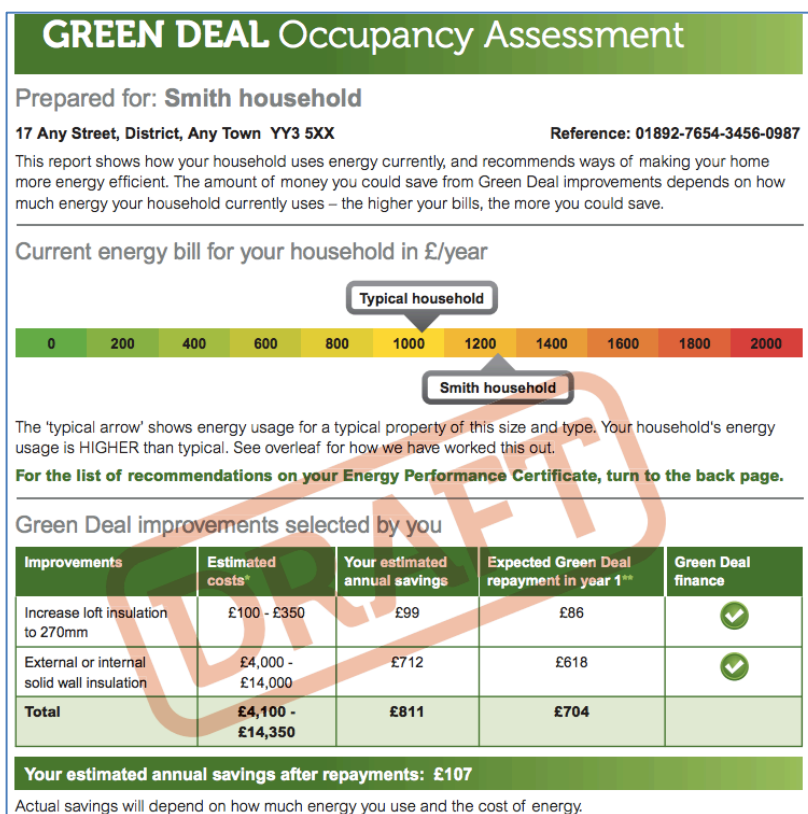 GREEN DEAL Occupancy Assessment
Prepared for: Smith household
17 Any Street, District, Any Town YY3 5XX Reference: 01892-7654-3456-0987
This report shows how your household uses energy currently, and recommends ways of making your home
more energy efficient. The amount of money you could save from Green Deal improvements depends on how
much energy your household currently uses – the higher your bills, the more you could save.
Current energy bill for your household in £/year
Typical household
0 200 400 600 800 1000 1200 1400 1600 1800 2000
Smith household
The 'typical arrow' shows energy usage for a typical property of this size and type. Your household's energy
usage is HIGHER than typical. See overleaf for how we have worked this out.
For the list of recommendations on your Energy Performance Certificate, turn to the back page.
DRAFT
Green Deal improvements selected by you
Improvements Estimated costs* Your estimated annual savings Expected Green Deal repayment in year 1** Green Deal finance
Increase loft insulation to 270mm £100 - £350 £99 £86
External or internal solid wall insulation £4,000 - £14,000 £712 £618
Total £4,100 - £14,350 £811 £704
Your estimated annual savings after repayments: £107
Actual savings will depend on how much energy you use and the cost of energy.